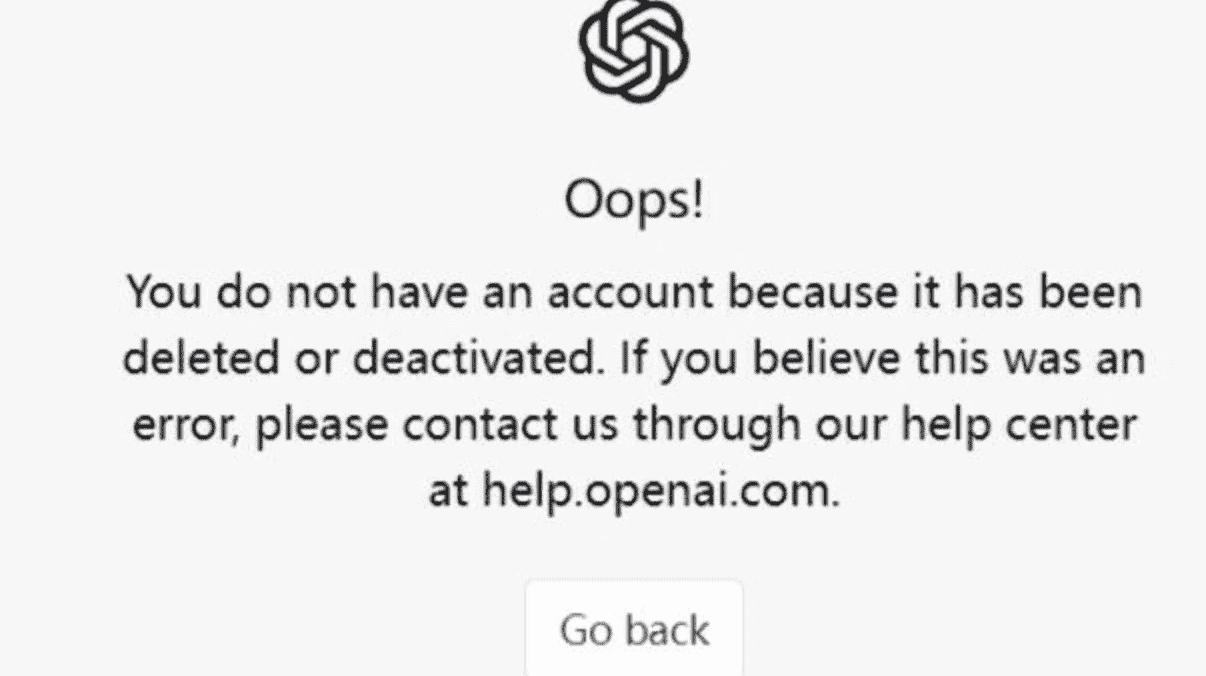 Oops!
You do not have an account because it has been
deleted or deactivated. If you believe this was an
error, please contact us through our help center
at help.openai.com.
Go back